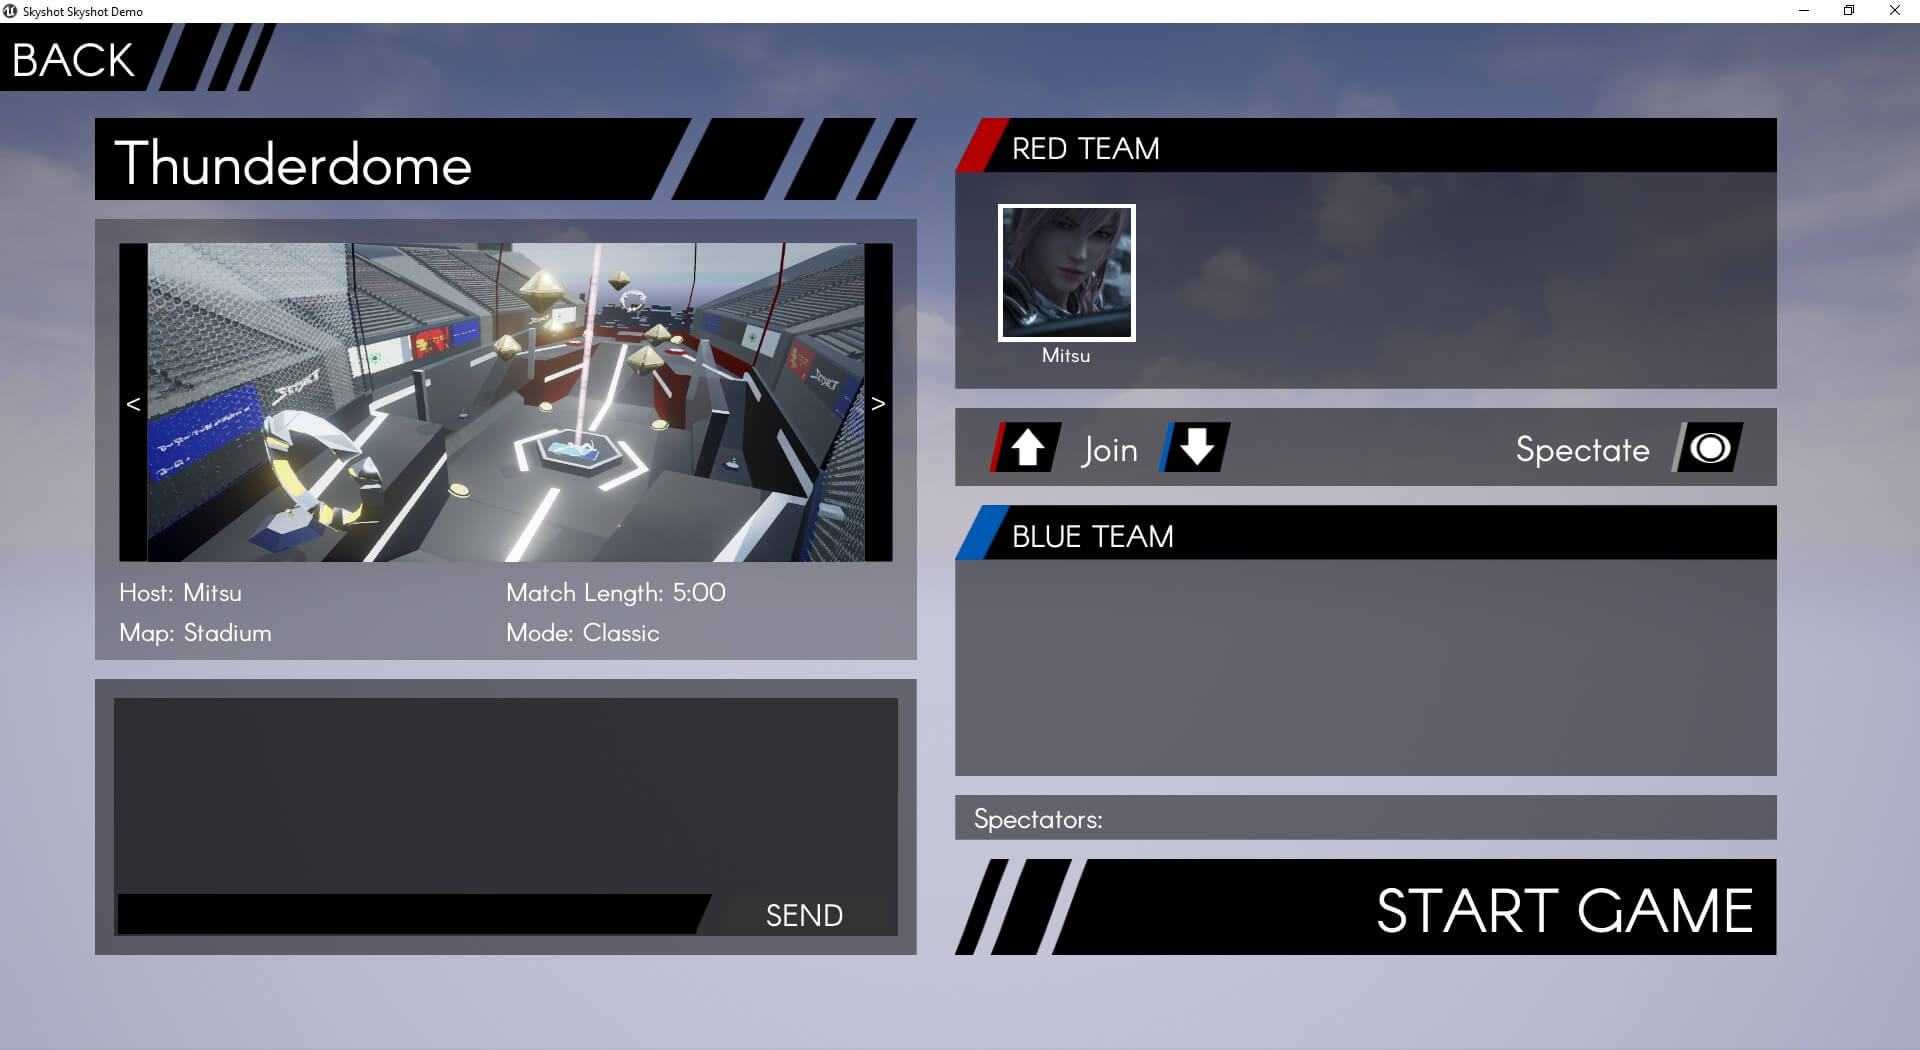 Skyshot Skyshot Demo
BACK
Thunderdome
<
>
Host: Mitsu
Match Length: 5:00
Map: Stadium
Mode: Classic
SEND
RED TEAM
Mitsu
Join
Spectate
BLUE TEAM
Spectators:
START GAME